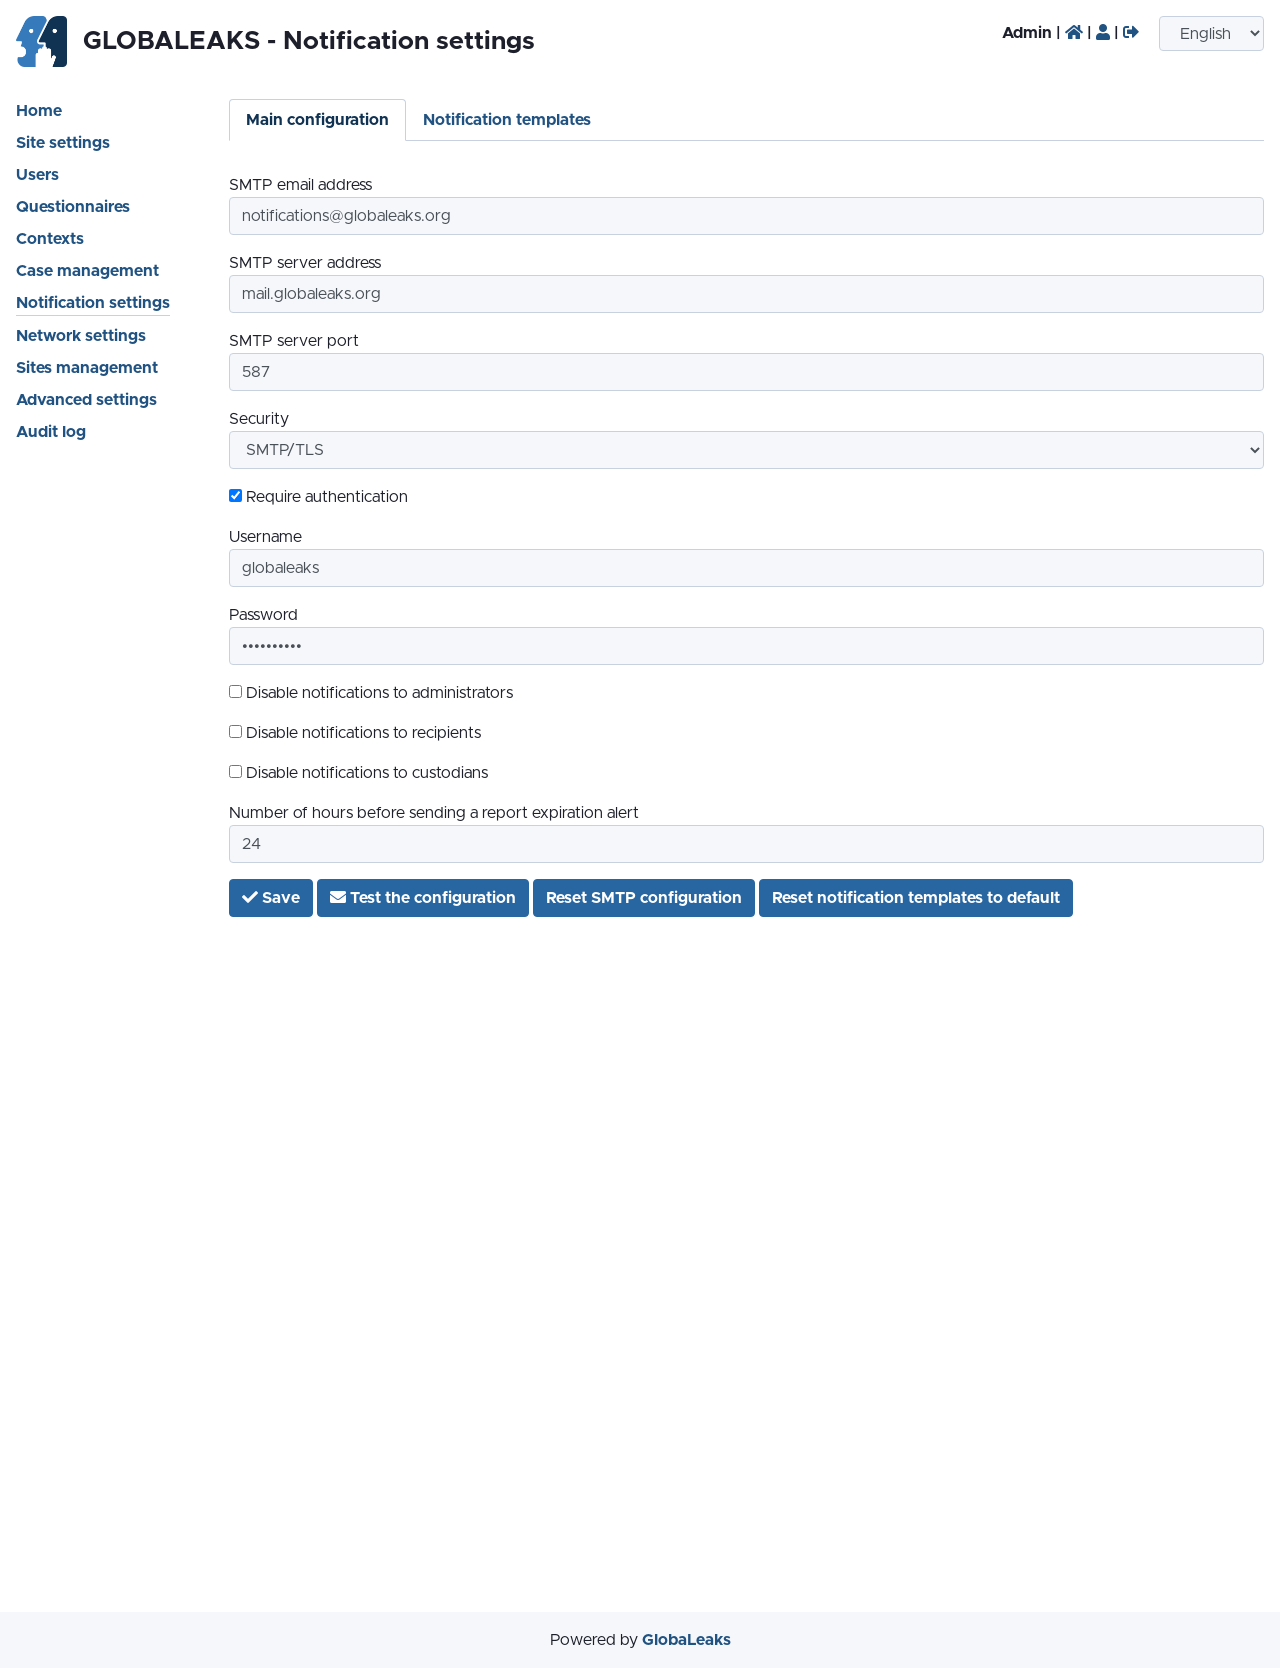 GLOBALEAKS - Notification settings
Admin | | |
English
Home
Site settings
Users
Questionnaires
Contexts
Case management
Notification settings
Network settings
Sites management
Advanced settings
Audit log
Main configuration
Notification templates
SMTP email address
notifications@globaleaks.org
SMTP server address
mail.globaleaks.org
SMTP server port
587
Security
SMTP/TLS
Require authentication
Username
globaleaks
Password
••••••••••
Disable notifications to administrators
Disable notifications to recipients
Disable notifications to custodians
Number of hours before sending a report expiration alert
24
Save
Test the configuration
Reset SMTP configuration
Reset notification templates to default
Powered by GlobaLeaks